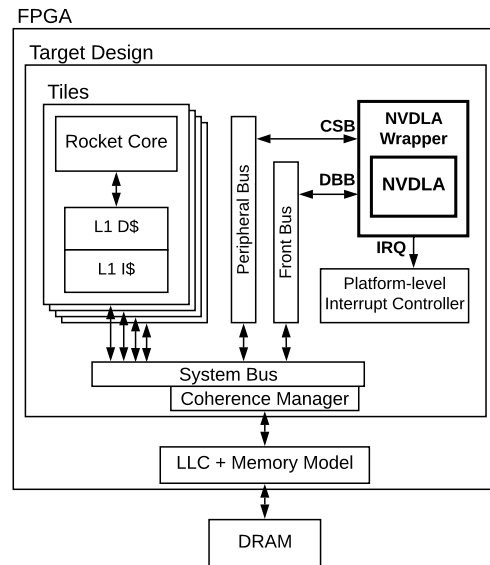 FPGA
Target Design
Tiles
Rocket Core
L1 D$
L1 I$
Peripheral Bus
Front Bus
CSB
DBB
NVDLA
Wrapper
NVDLA
IRQ
Platform-level
Interrupt Controller
System Bus
Coherence Manager
LLC + Memory Model
DRAM